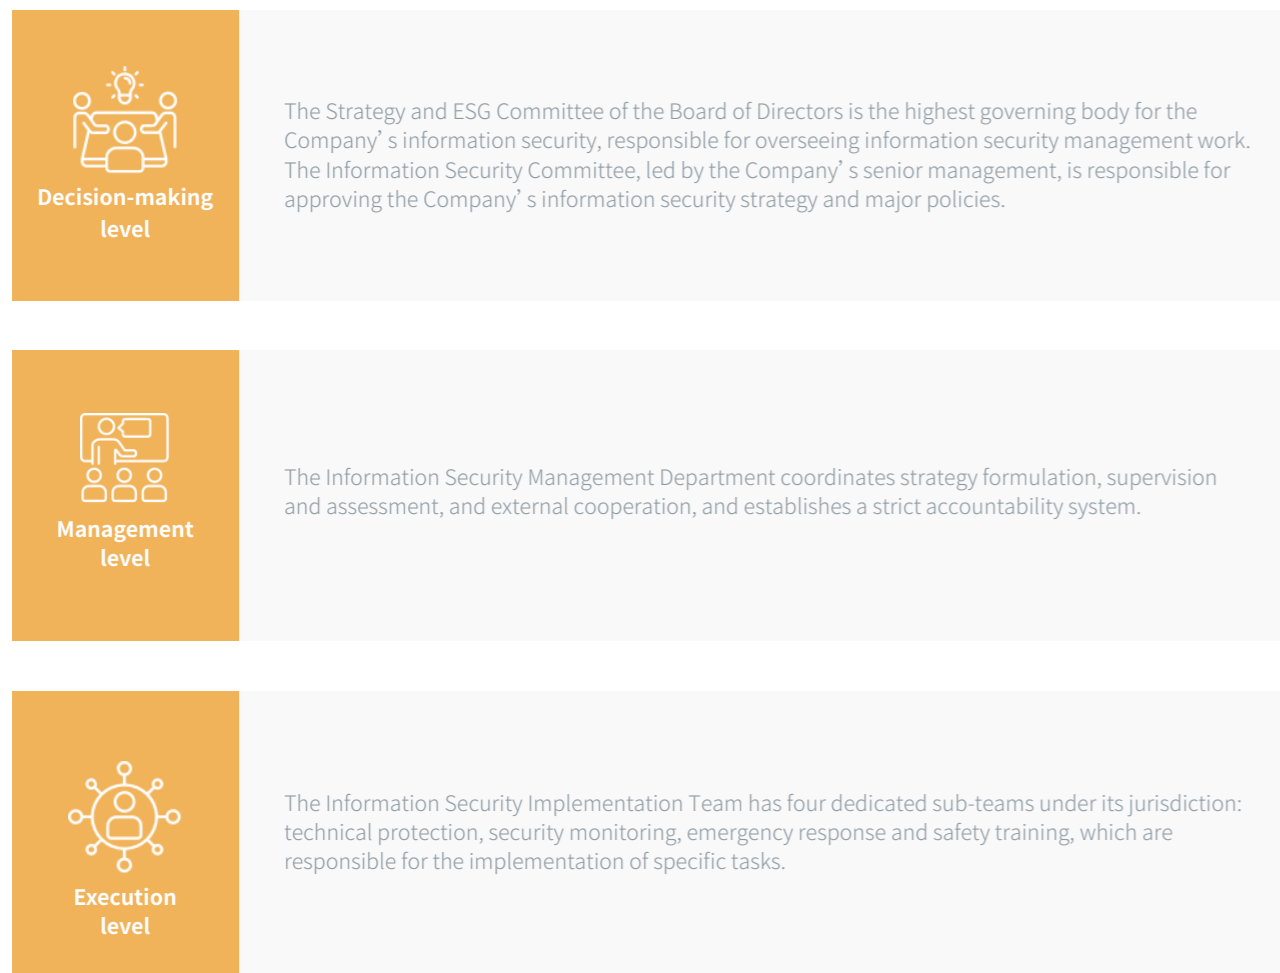 Decision-making
level
The Strategy and ESG Committee of the Board of Directors is the highest governing body for the
Company’s information security, responsible for overseeing information security management work.
The Information Security Committee, led by the Company’s senior management, is responsible for
approving the Company’s information security strategy and major policies.
Management
level
The Information Security Management Department coordinates strategy formulation, supervision
and assessment, and external cooperation, and establishes a strict accountability system.
Execution
level
The Information Security Implementation Team has four dedicated sub-teams under its jurisdiction:
technical protection, security monitoring, emergency response and safety training, which are
responsible for the implementation of specific tasks.